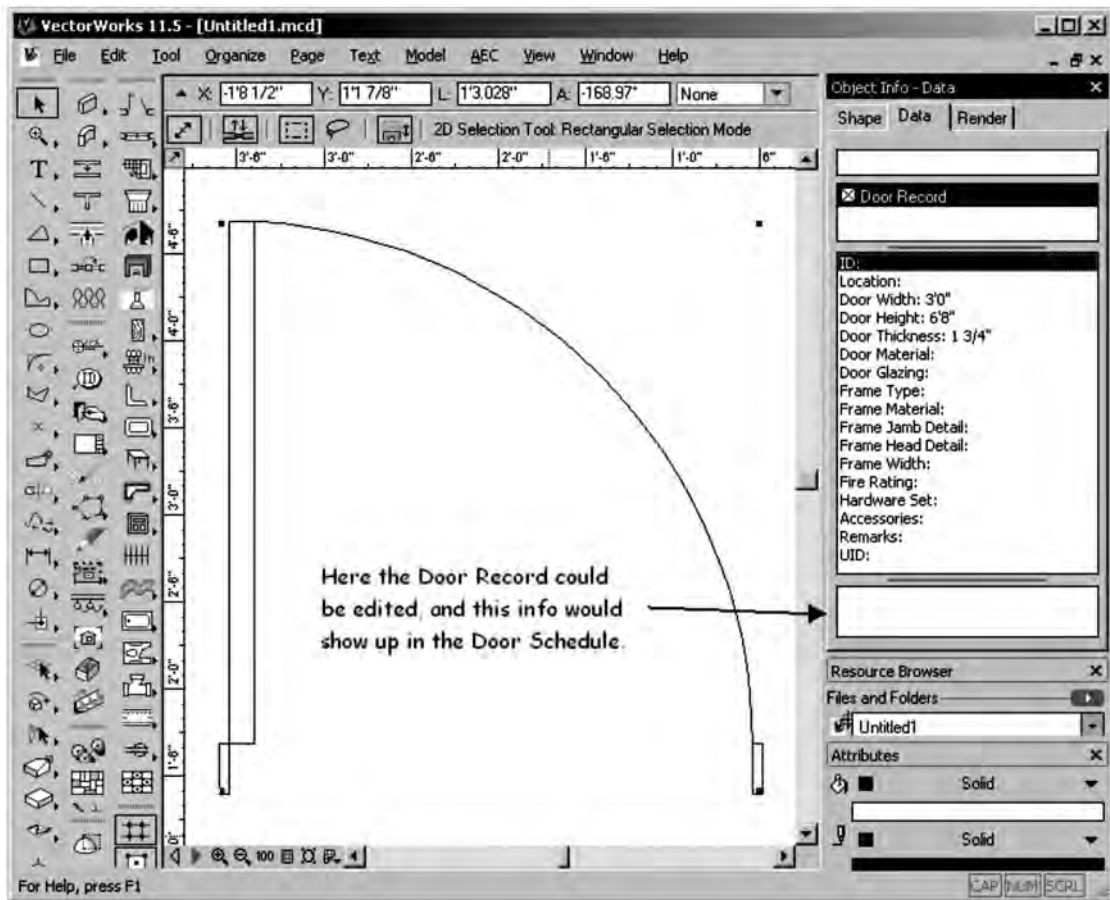 VectorWorks 11.5 - [Untitled1.mcd]
File Edit Tool Organize Page Text Model AEC View Window Help
X: -1'8 1/2" Y: 1'1 7/8" L: 1'3.028" A: -168.97° None
2D Selection Tool: Rectangular Selection Mode
3'-6" 3'-0" 2'-6" 2'-0" 1'-6" 1'-0" 6"
4'-6"
4'-0"
3'-6"
3'-0"
2'-6"
2'-0"
1'-6"
Here the Door Record could
be edited, and this info would
show up in the Door Schedule.
100
For Help, press F1
Object Info - Data
Shape Data Render
Door Record
ID:
Location:
Door Width: 3'0"
Door Height: 6'8"
Door Thickness: 1 3/4"
Door Material:
Door Glazing:
Frame Type:
Frame Material:
Frame Jamb Detail:
Frame Head Detail:
Frame Width:
Fire Rating:
Hardware Set:
Accessories:
Remarks:
UID:
Resource Browser
Files and Folders
Untitled1
Attributes
Solid
Solid
CAP NUM SCRL